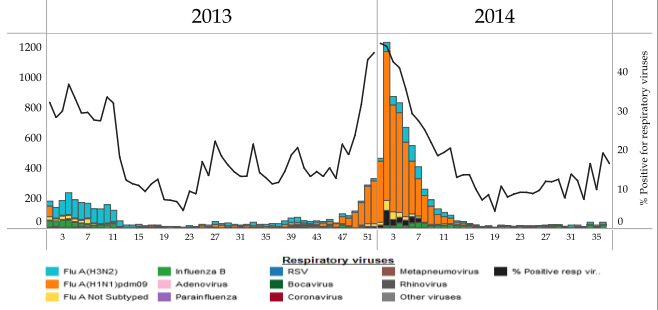 2013 2014
1200
1000
800
600
400
200
0
40
30
20
10
0
% Positive for respiratory viruses
3 7 11 15 19 23 27 31 35 39 43 47 51 3 7 11 15 19 23 27 31 35
Respiratory viruses
Flu A(H3N2) Influenza B RSV Metapneumovirus % Positive resp vir..
Flu A(H1N1)pdm09 Adenovirus Bocavirus Rhinovirus
Flu A Not Subtyped Parainfluenza Coronavirus Other viruses